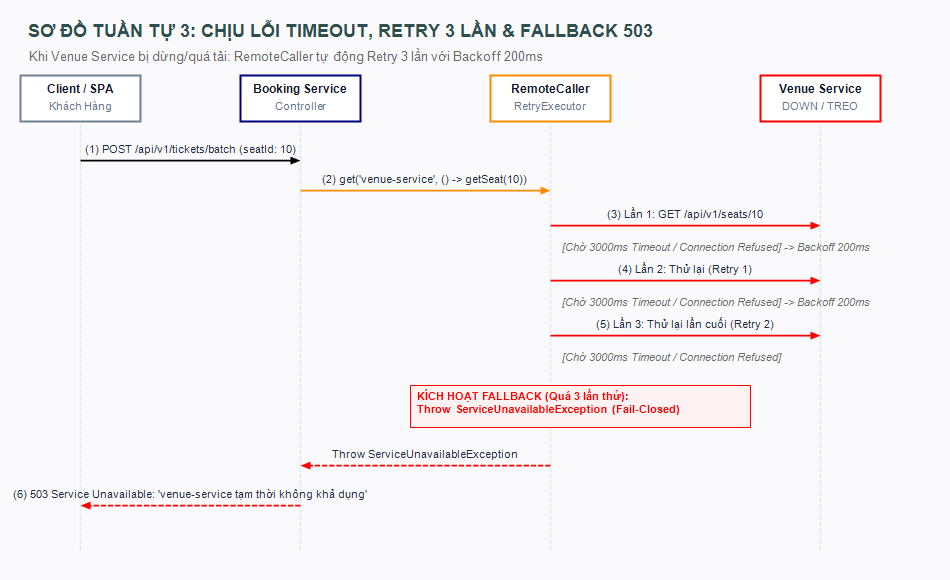 SƠ ĐỒ TUẦN TỰ 3: CHỊU LỖI TIMEOUT, RETRY 3 LẦN & FALLBACK 503
Khi Venue Service bị dừng/quá tải: RemoteCaller tự động Retry 3 lần với Backoff 200ms
Client / SPA
Khách Hàng
Booking Service
Controller
RemoteCaller
RetryExecutor
Venue Service
DOWN / TREO
(1) POST /api/v1/tickets/batch (seatId: 10)
(2) get('venue-service', () -> getSeat(10))
(3) Lần 1: GET /api/v1/seats/10
[Chờ 3000ms Timeout / Connection Refused] -> Backoff 200ms
(4) Lần 2: Thử lại (Retry 1)
[Chờ 3000ms Timeout / Connection Refused] -> Backoff 200ms
(5) Lần 3: Thử lại lần cuối (Retry 2)
[Chờ 3000ms Timeout / Connection Refused]
KÍCH HOẠT FALLBACK (Quá 3 lần thử):
Throw ServiceUnavailableException (Fail-Closed)
Throw ServiceUnavailableException
(6) 503 Service Unavailable: 'venue-service tạm thời không khả dụng'